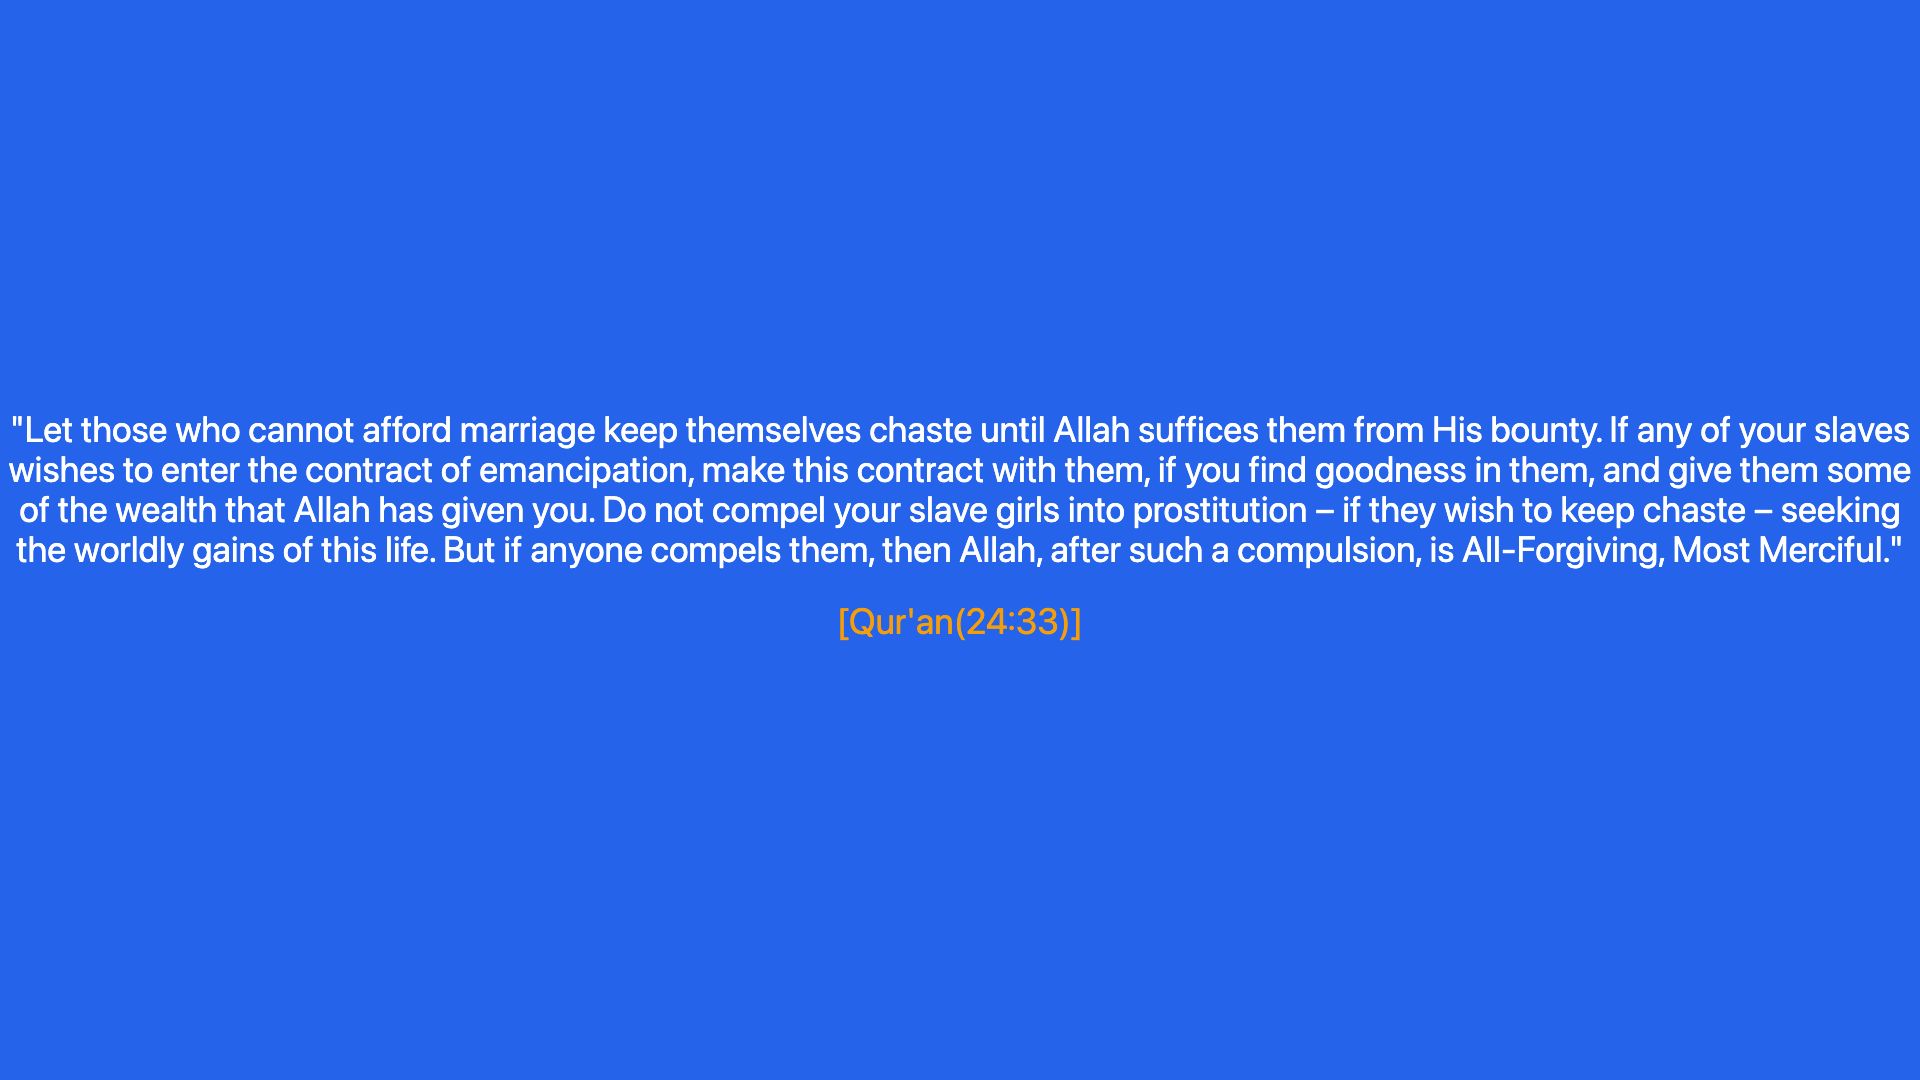 "Let those who cannot afford marriage keep themselves chaste until Allah suffices them from His bounty. If any of your slaves
wishes to enter the contract of emancipation, make this contract with them, if you find goodness in them, and give them some
of the wealth that Allah has given you. Do not compel your slave girls into prostitution – if they wish to keep chaste – seeking
the worldly gains of this life. But if anyone compels them, then Allah, after such a compulsion, is All-Forgiving, Most Merciful."
[Qur'an(24:33)]